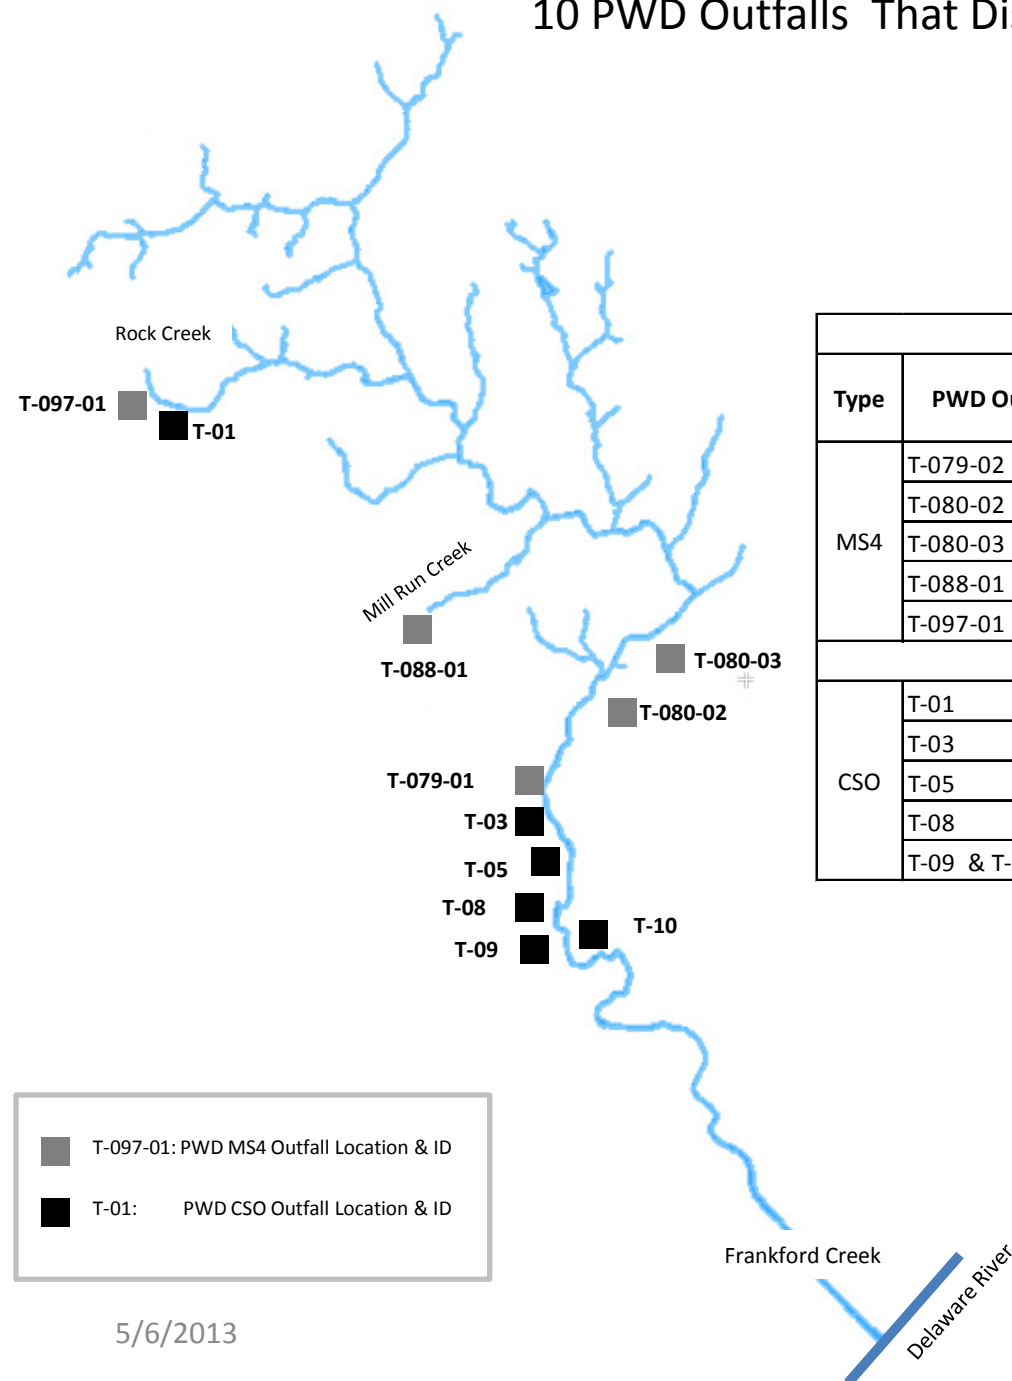 10 PWD Outfalls That Dis
Rock Creek
T-097-01
T-01
Mill Run Creek
T-088-01
T-080-03
T-080-02
T-079-01
T-03
T-05
T-08
T-09
T-10
Type PWD Ou
MS4
T-079-02
T-080-02
T-080-03
T-088-01
T-097-01
CSO
T-01
T-03
T-05
T-08
T-09 & T-
T-097-01: PWD MS4 Outfall Location & ID
T-01: PWD CSO Outfall Location & ID
Frankford Creek
Delaware River
5/6/2013